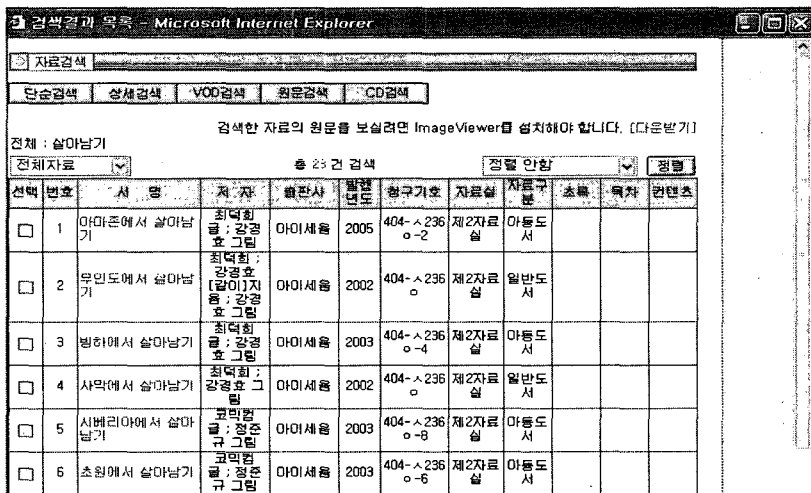 검색결과 목록 - Microsoft Internet Explorer
자료검색
단순검색 상세검색 VOD검색 원문검색 CD검색
검색한 자료의 원문을 보실려면 ImageViewer를 설치해야 합니다. [다운받기]
전체 : 살아남기
전체자료 총 23 건 검색 정렬 안함 정렬
선택 번호 서 명 저 자 출판사 발행년도 청구기호 자료실 자료구분 초록 목차 컨텐츠
1 아마존에서 살아남기 최덕희 글 ; 강경효 그림 아이세움 2005 404-ㅅ236ㅇ-2 제2자료실 아동도서
2 무인도에서 살아남기 최덕희 ; 강경효 [같이]지음 ; 강경효 그림 아이세움 2002 404-ㅅ236ㅇ 제2자료실 일반도서
3 빙하에서 살아남기 최덕희 글 ; 강경효 그림 아이세움 2003 404-ㅅ236ㅇ-4 제2자료실 아동도서
4 사막에서 살아남기 최덕희 ; 강경효 그림 아이세움 2002 404-ㅅ236ㅇ 제2자료실 일반도서
5 시베리아에서 살아남기 코믹컴 글 ; 정준규 그림 아이세움 2003 404-ㅅ236ㅇ-8 제2자료실 아동도서
6 초원에서 살아남기 코믹컴 글 ; 정준규 그림 아이세움 2003 404-ㅅ236ㅇ-6 제2자료실 아동도서